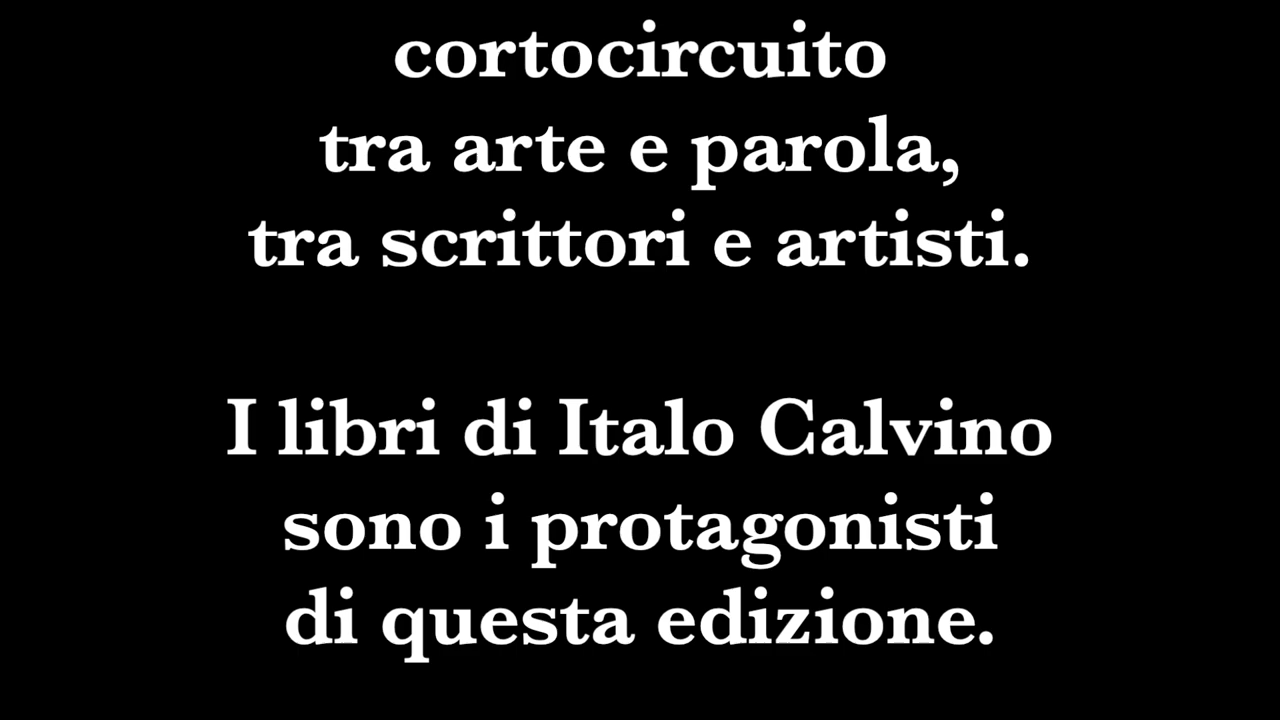 cortocircuito
tra arte e parola,
tra scrittori e artisti.
I libri di Italo Calvino
sono i protagonisti
di questa edizione.